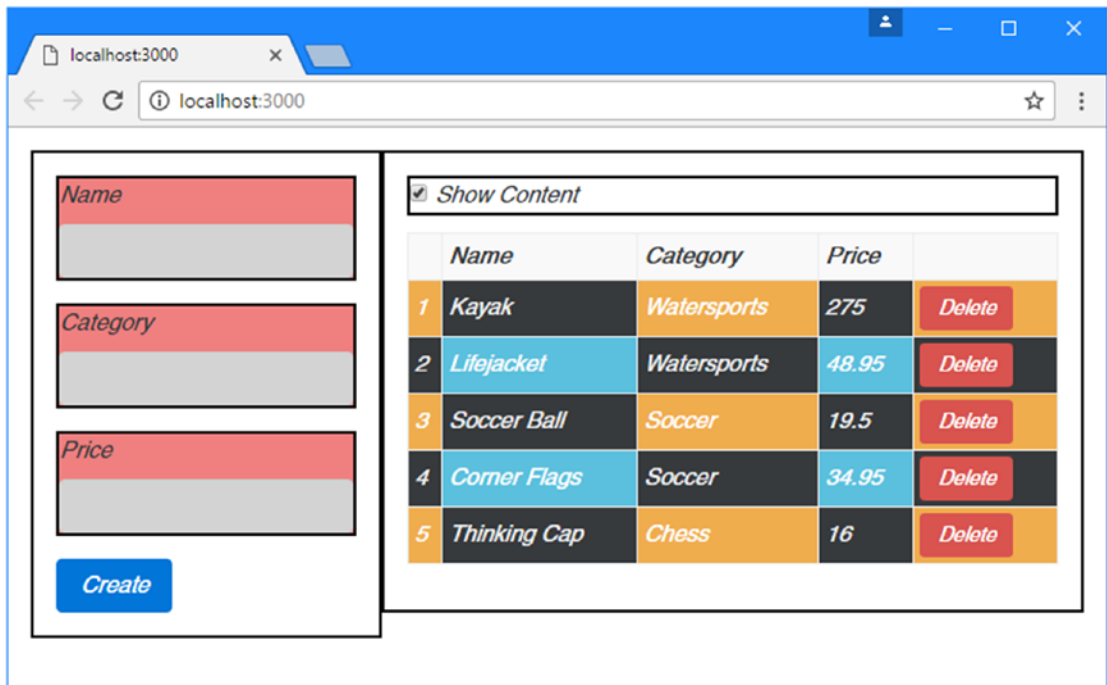 localhost:3000
localhost:3000
Name
Category
Price
Create
Show Content
Name Category Price
1 Kayak Watersports 275 Delete
2 Lifejacket Watersports 48.95 Delete
3 Soccer Ball Soccer 19.5 Delete
4 Corner Flags Soccer 34.95 Delete
5 Thinking Cap Chess 16 Delete